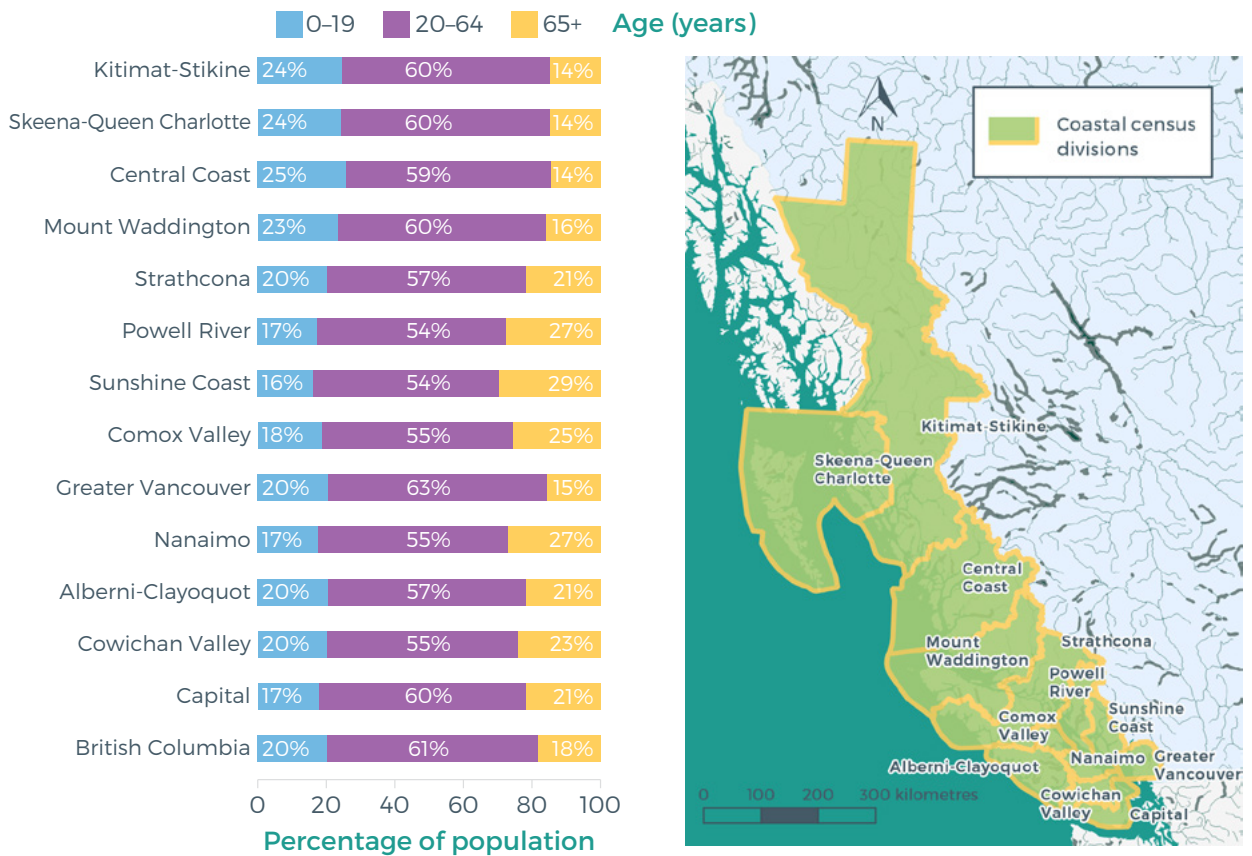 0–19 20–64 65+ Age (years)
Kitimat-Stikine 24% 60% 14%
Skeena-Queen Charlotte 24% 60% 14%
Central Coast 25% 59% 14%
Mount Waddington 23% 60% 16%
Strathcona 20% 57% 21%
Powell River 17% 54% 27%
Sunshine Coast 16% 54% 29%
Comox Valley 18% 55% 25%
Greater Vancouver 20% 63% 15%
Nanaimo 17% 55% 27%
Alberni-Clayoquot 20% 57% 21%
Cowichan Valley 20% 55% 23%
Capital 17% 60% 21%
British Columbia 20% 61% 18%
0 20 40 60 80 100
Percentage of population
N
Coastal census
divisions
Kitimat-Stikine
Skeena-Queen
Charlotte
Central
Coast
Mount
Waddington
Strathcona
Powell
River
Sunshine
Coast
Comox
Valley
Nanaimo
Greater
Vancouver
Alberni-Clayoquot
Cowichan
Valley
Capital
0 100 200 300 kilometres